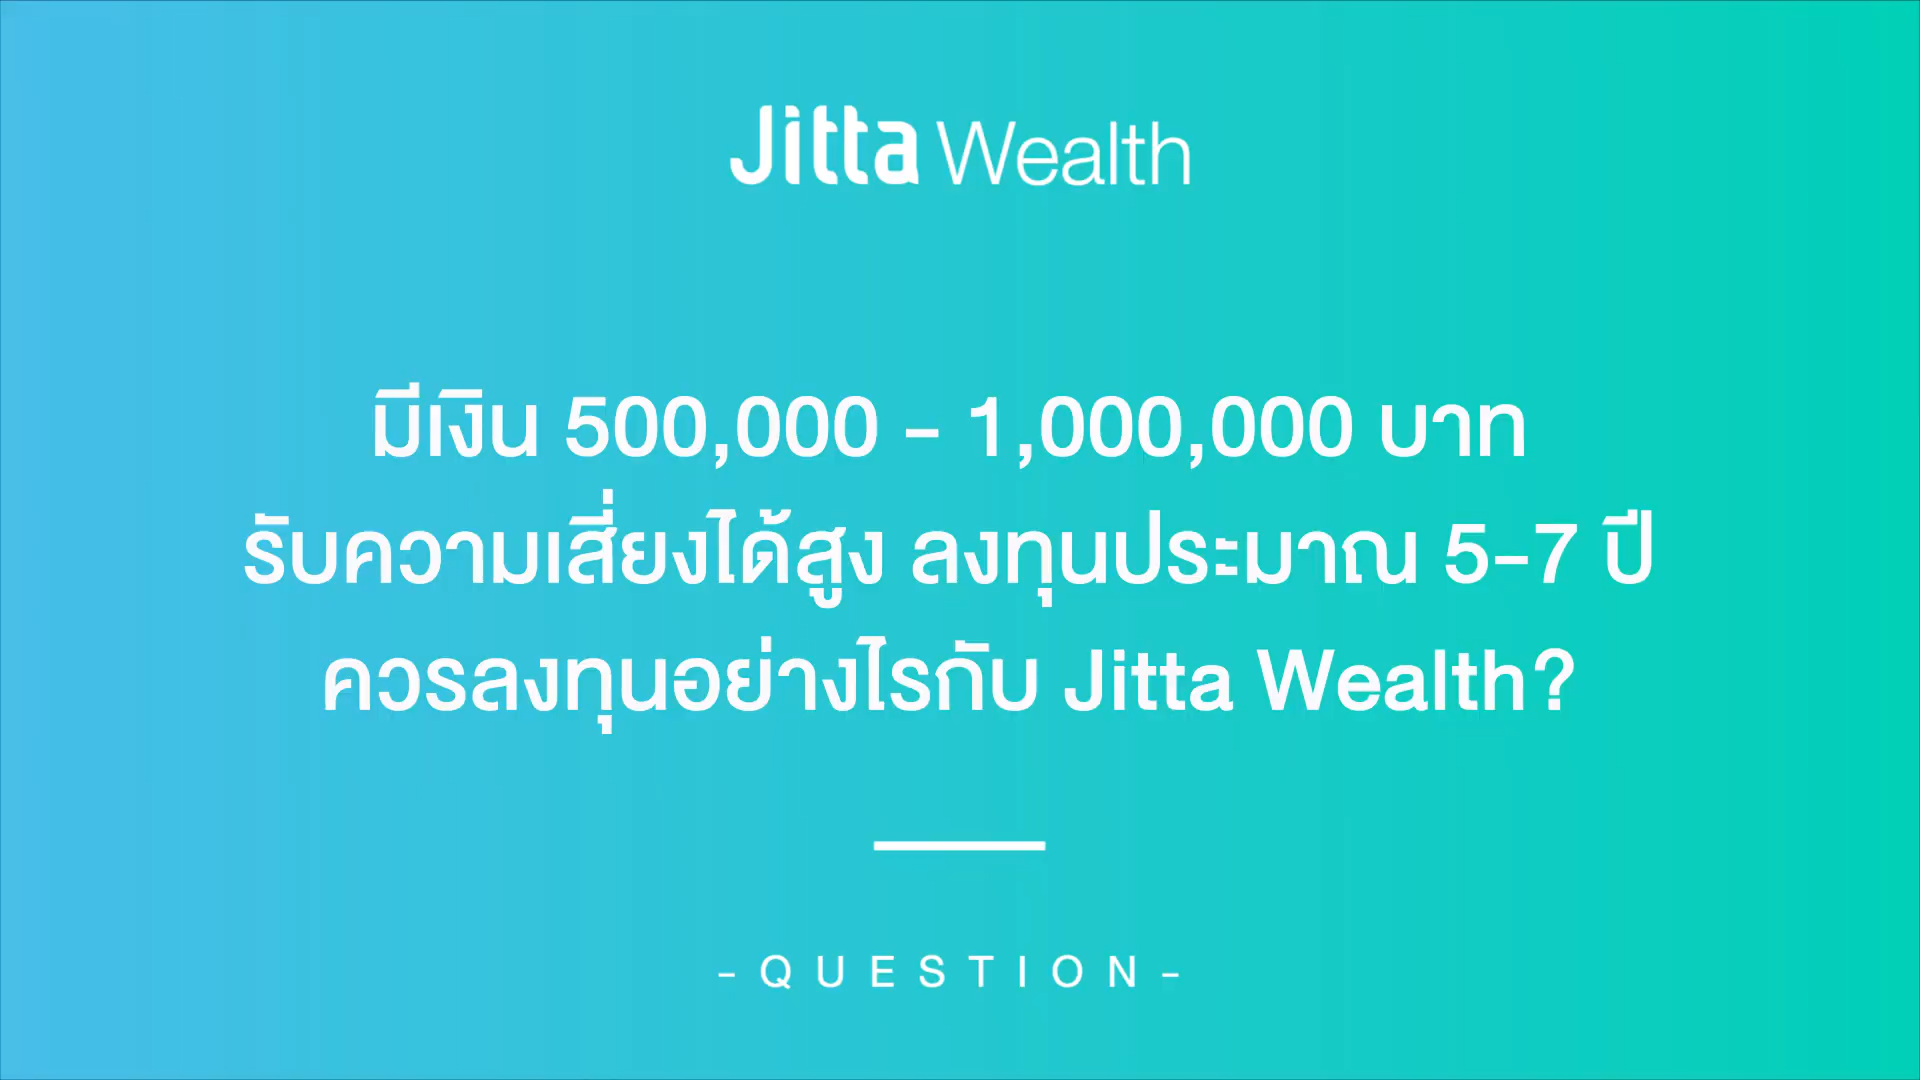 Jitta Wealth
มีเงิน 500,000 - 1,000,000 บาท
รับความเสี่ยงได้สูง ลงทุนประมาณ 5-7 ปี
ควรลงทุนอย่างไรกับ Jitta Wealth?
- QUESTION -